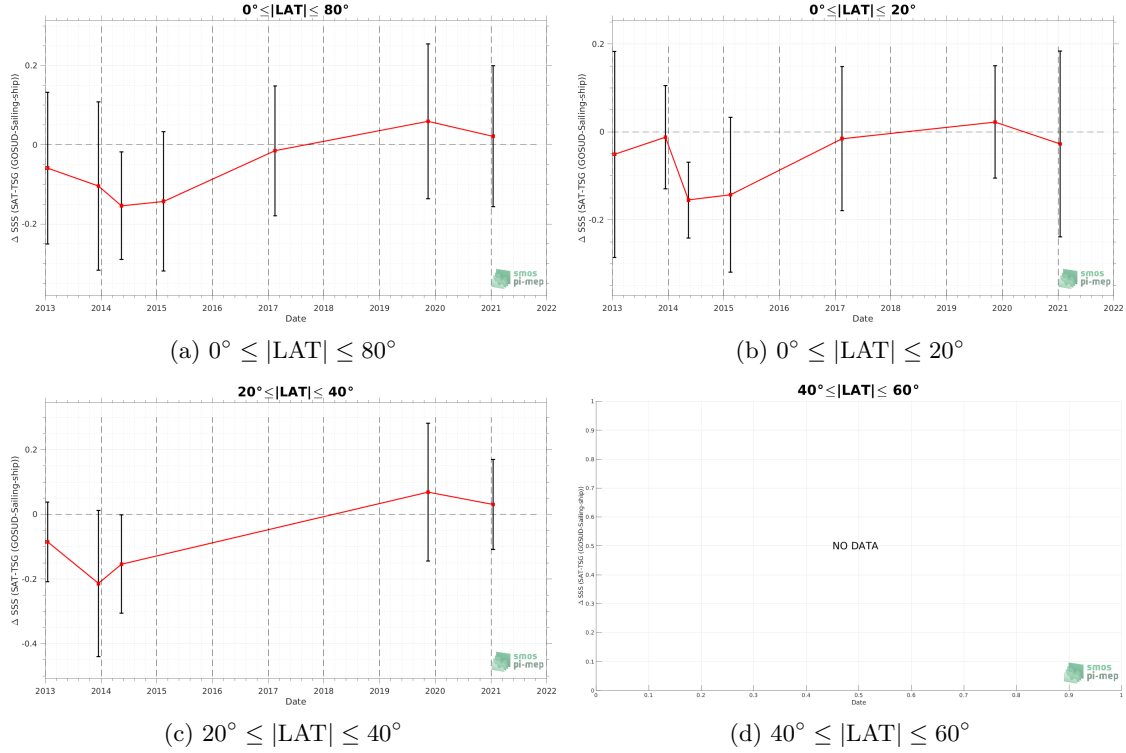 0°≤|LAT|≤ 80°
Δ SSS (SAT-TSG (GOSUD-Sailing-ship))
0.2
0
-0.2
2013 2014 2015 2016 2017 2018 2019 2020 2021 2022
Date
smos
pi-mep
(a) 0° ≤ |LAT| ≤ 80°
0°≤|LAT|≤ 20°
Δ SSS (SAT-TSG (GOSUD-Sailing-ship))
0.2
0
-0.2
2013 2014 2015 2016 2017 2018 2019 2020 2021 2022
Date
smos
pi-mep
(b) 0° ≤ |LAT| ≤ 20°
20°≤|LAT|≤ 40°
Δ SSS (SAT-TSG (GOSUD-Sailing-ship))
0.2
0
-0.2
-0.4
2013 2014 2015 2016 2017 2018 2019 2020 2021 2022
Date
smos
pi-mep
(c) 20° ≤ |LAT| ≤ 40°
40°≤|LAT|≤ 60°
Δ SSS (SAT-TSG (GOSUD-Sailing-ship))
1
0.9
0.8
0.7
0.6
0.5
0.4
0.3
0.2
0.1
0
NO DATA
0 0.1 0.2 0.3 0.4 0.5 0.6 0.7 0.8 0.9 1
Date
smos
pi-mep
(d) 40° ≤ |LAT| ≤ 60°